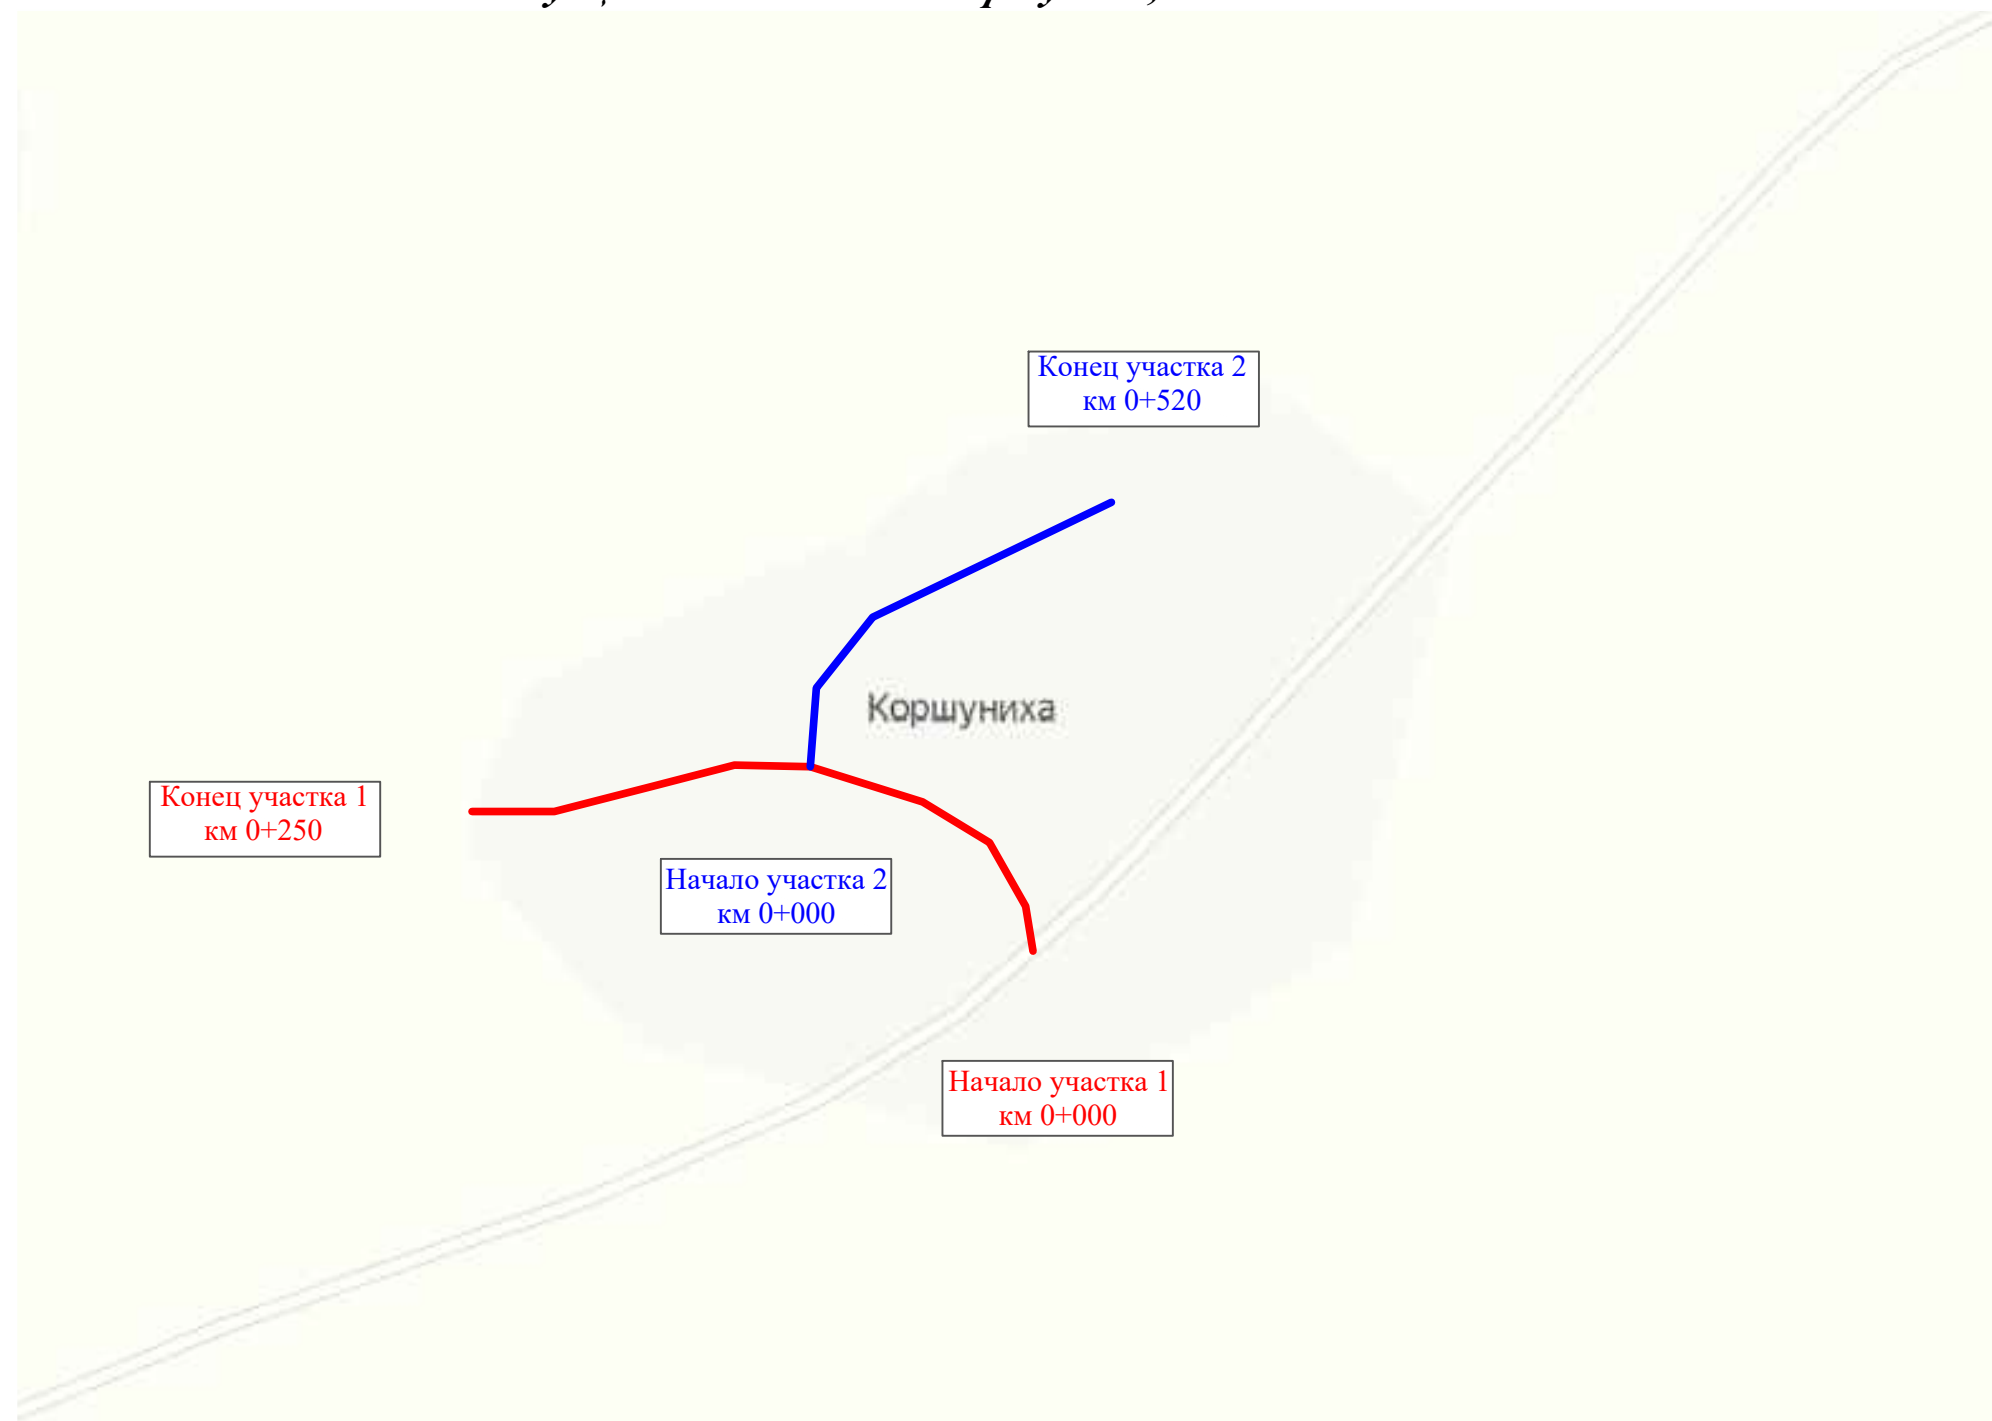 Конец участка 2
км 0+520
Коршуниха
Конец участка 1
км 0+250
Начало участка 2
км 0+000
Начало участка 1
км 0+000